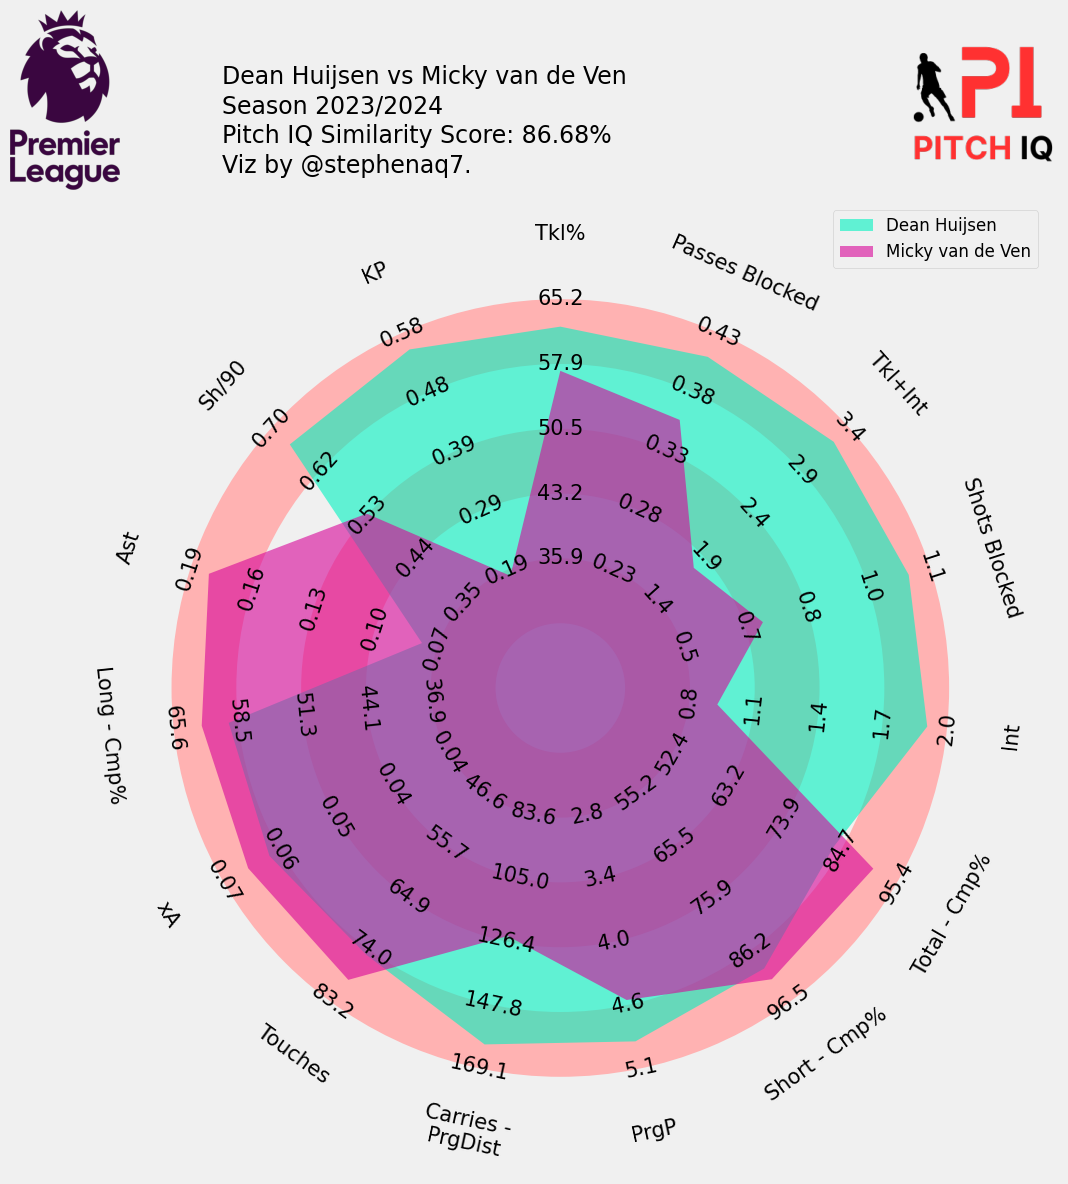 Premier
League
Dean Huijsen vs Micky van de Ven
Season 2023/2024
Pitch IQ Similarity Score: 86.68%
Viz by @stephenaq7.
PI
PITCH IQ
Dean Huijsen
Micky van de Ven
Tkl%
65.2
57.9
50.5
43.2
35.9
Passes Blocked
0.43
0.38
0.33
0.28
0.23
Tkl+Int
3.4
2.9
2.4
1.9
1.4
Shots Blocked
1.1
1.0
0.8
0.7
0.5
Int
2.0
1.7
1.4
1.1
0.8
Total - Cmp%
95.4
84.7
73.9
63.2
52.4
Short - Cmp%
96.5
86.2
75.9
65.5
55.2
PrgP
5.1
4.6
4.0
3.4
2.8
Carries -
PrgDist
169.1
147.8
126.4
105.0
83.6
Touches
83.2
74.0
64.9
55.7
46.6
xA
0.07
0.06
0.05
0.04
0.04
Long - Cmp%
65.6
58.5
51.3
44.1
36.9
Ast
0.19
0.16
0.13
0.10
0.07
Sh/90
0.70
0.62
0.53
0.44
0.35
KP
0.58
0.48
0.39
0.29
0.19